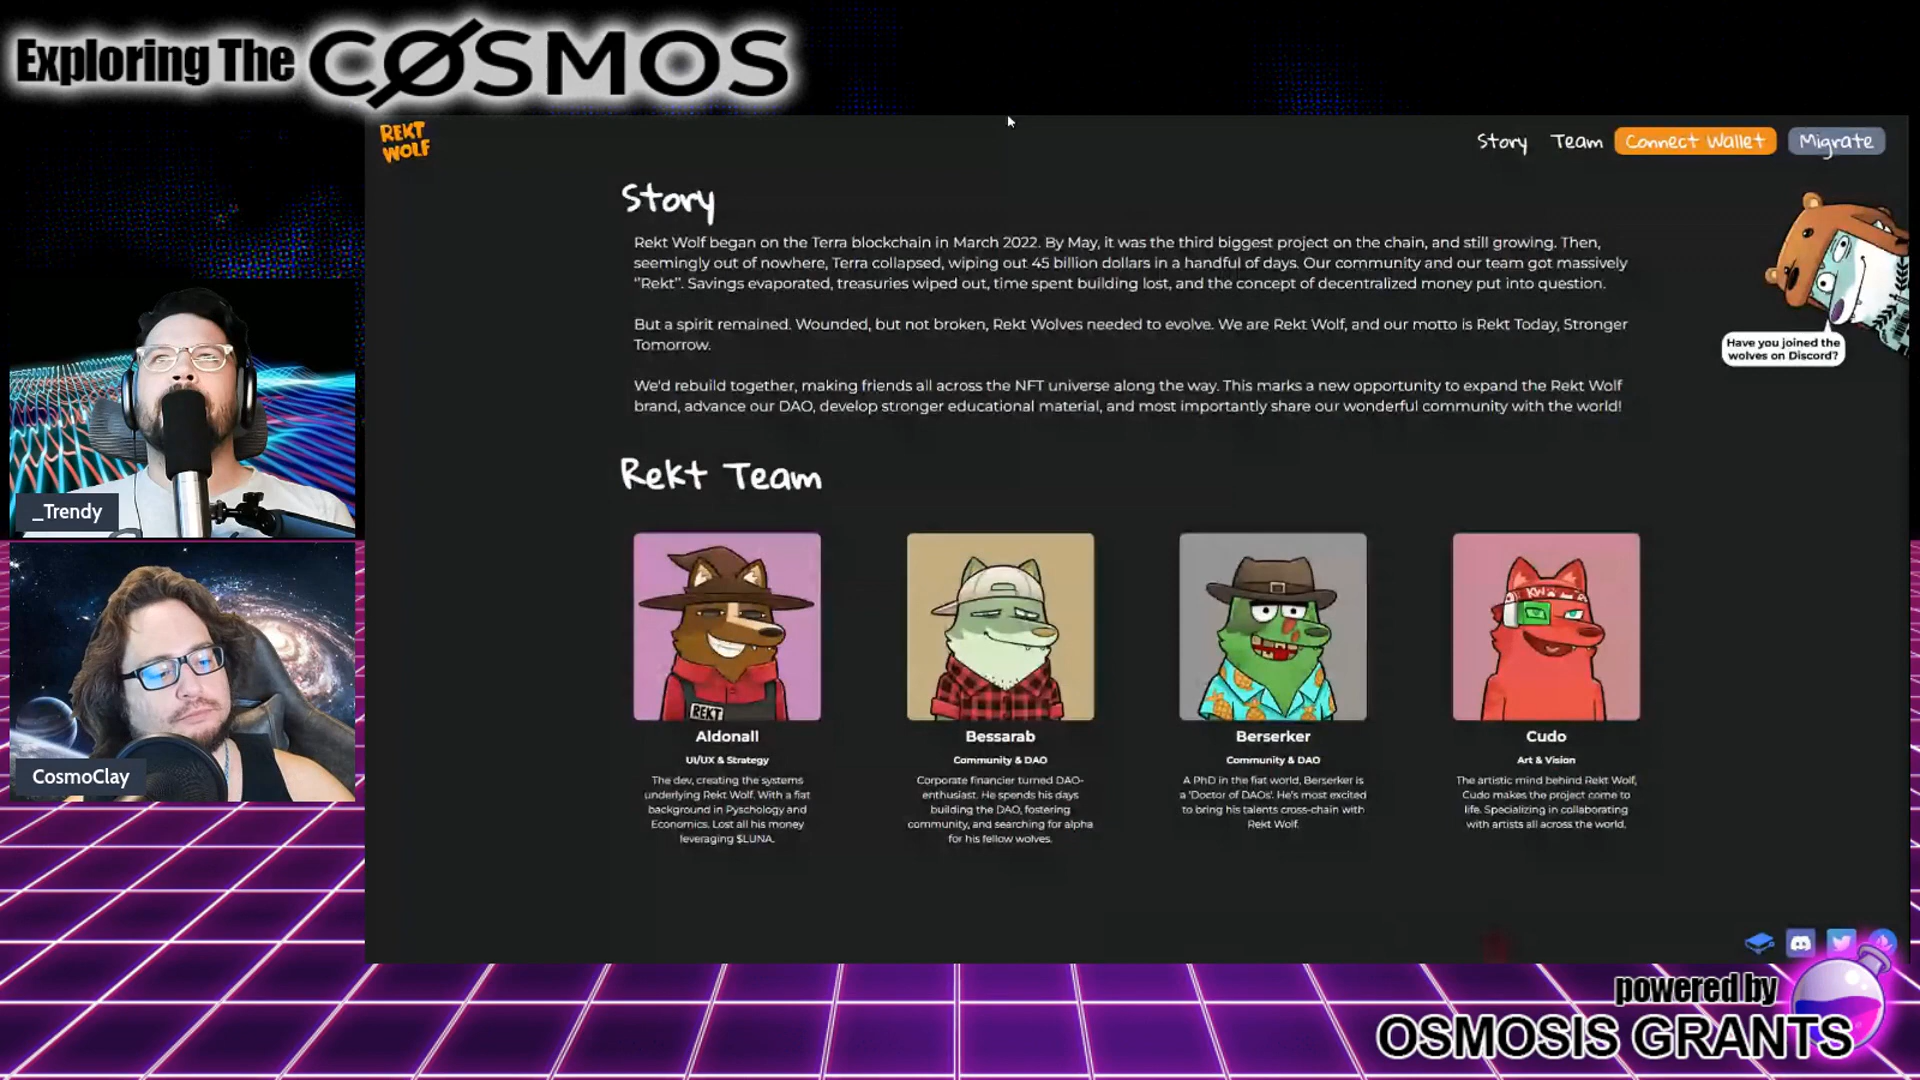 Exploring The COSMOS
REKT
WOLF
Story Team Connect Wallet Migrate
Story
Rekt Wolf began on the Terra blockchain in March 2022. By May, it was the third biggest project on the chain, and still growing. Then,
seemingly out of nowhere, Terra collapsed, wiping out 45 billion dollars in a handful of days. Our community and our team got massively
"Rekt". Savings evaporated, treasuries wiped out, time spent building lost, and the concept of decentralized money put into question.
But a spirit remained. Wounded, but not broken, Rekt Wolves needed to evolve. We are Rekt Wolf, and our motto is Rekt Today, Stronger
Tomorrow.
We'd rebuild together, making friends all across the NFT universe along the way. This marks a new opportunity to expand the Rekt Wolf
brand, advance our DAO, develop stronger educational material, and most importantly share our wonderful community with the world!
Have you joined the
wolves on Discord?
Rekt Team
REKT
KW
Aldonall
UI/UX & Strategy
The dev, creating the systems
underlying Rekt Wolf. With a fiat
background in Pyschology and
Economics. Lost all his money
leveraging $LUNA.
Bessarab
Community & DAO
Corporate financier turned DAO-
enthusiast. He spends his days
building the DAO, fostering
community, and searching for alpha
for his fellow wolves.
Berserker
Community & DAO
A PhD in the fiat world, Berserker is
a 'Doctor of DAOs'. He's most excited
to bring his talents cross-chain with
Rekt Wolf.
Cudo
Art & Vision
The artistic mind behind Rekt Wolf,
Cudo makes the project come to
life. Specializing in collaborating
with artists all across the world.
_Trendy
CosmoClay
powered by
OSMOSIS GRANTS